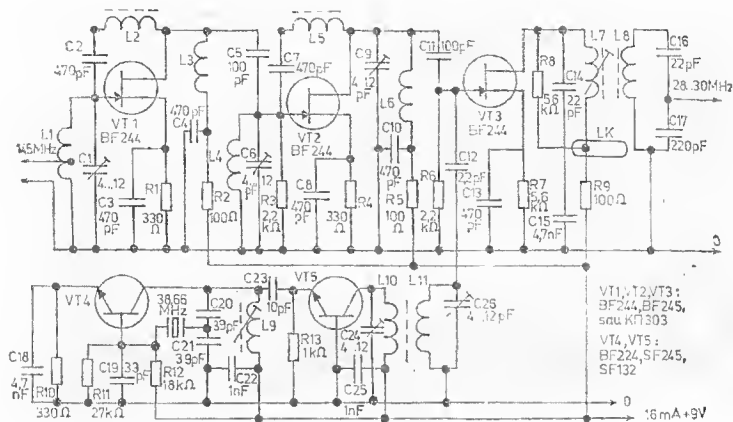 L2
L5
C2
470
pF
L3
C5
100
pF
C7
470pF
C9
4..12
pF
C11 100pF
L7
L8
R8
5,6
kΩ
C14
22
pF
C16
22pF
28..30MHz
L1
145MHz
VT1
BF244
470
pF
C4
L4
VT2
BF244
L6
C10
470
pF
VT3
BF244
LK
C17
220pF
C1
4...12
C3
470
pF
R1
330
Ω
R2
100Ω
C6
4...12
pF
R3
2,2
kΩ
C8
470
pF
R4
330
Ω
R5
100
Ω
R6
2,2
kΩ
C12
22pF
C13
470
pF
R7
5,6
kΩ
C15
4,7nF
R9
100Ω
VT4
38,66
MHz
C20
39pF
C21
39pF
C23
10pF
L9
VT5
L10
L11
C26
4...12pF
VT1,VT2,VT3:
BF244,BF245,
sau КП303
VT4,VT5:
BF224,SF245,
SF132
C18
4,7
nF
R10
330Ω
R11
27kΩ
C19 33
pF
R12
18kΩ
C22
1nF
R13
1kΩ
C24
4...12
C25
1nF
0
16mA+9V